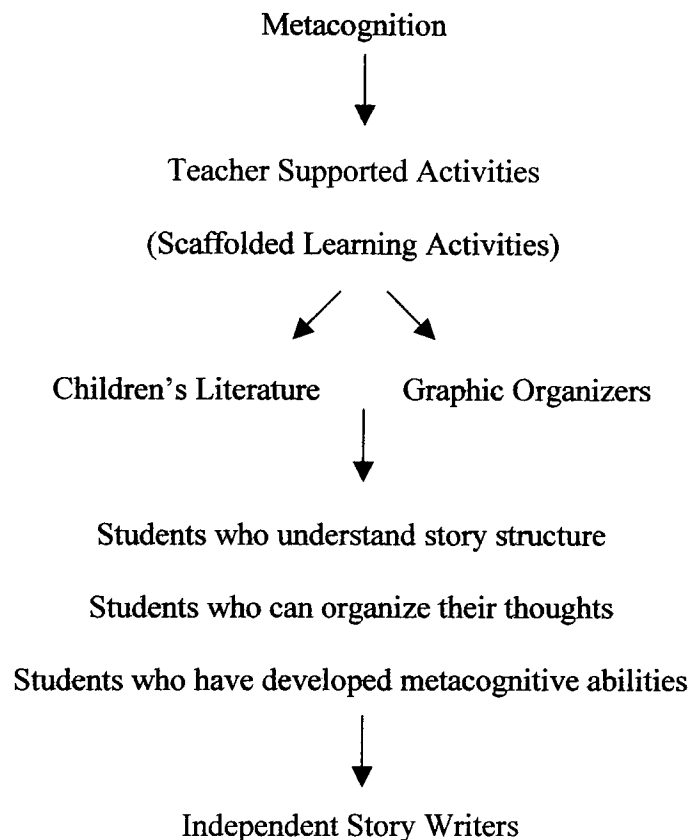 Metacognition
Teacher Supported Activities
(Scaffolded Learning Activities)
Children's Literature
Graphic Organizers
Students who understand story structure
Students who can organize their thoughts
Students who have developed metacognitive abilities
Independent Story Writers